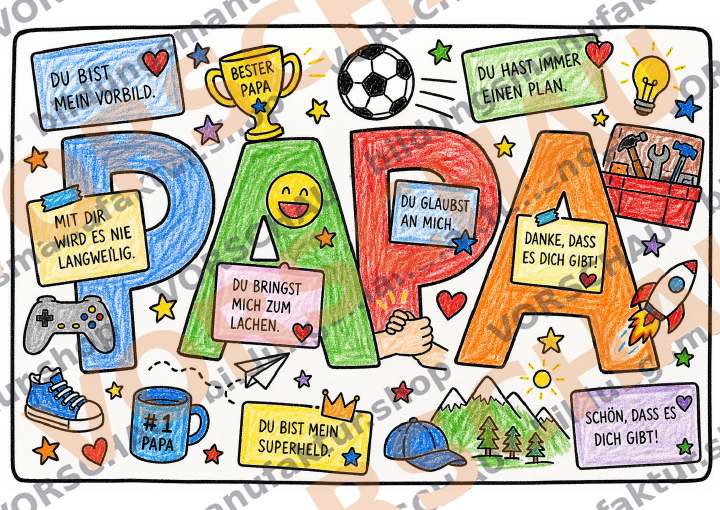 DU BIST
MEIN VORBILD.
BESTER
PAPA
DU HAST IMMER
EINEN PLAN.
PAPA
MIT DIR
WIRD ES NIE
LANGWEILIG.
DU GLAUBST
AN MICH.
DANKE, DASS
ES DICH GIBT!
DU BRINGST
MICH ZUM
LACHEN.
#1
PAPA
DU BIST MEIN
SUPERHELD.
SCHÖN, DASS ES
DICH GIBT!
VORSCHAU